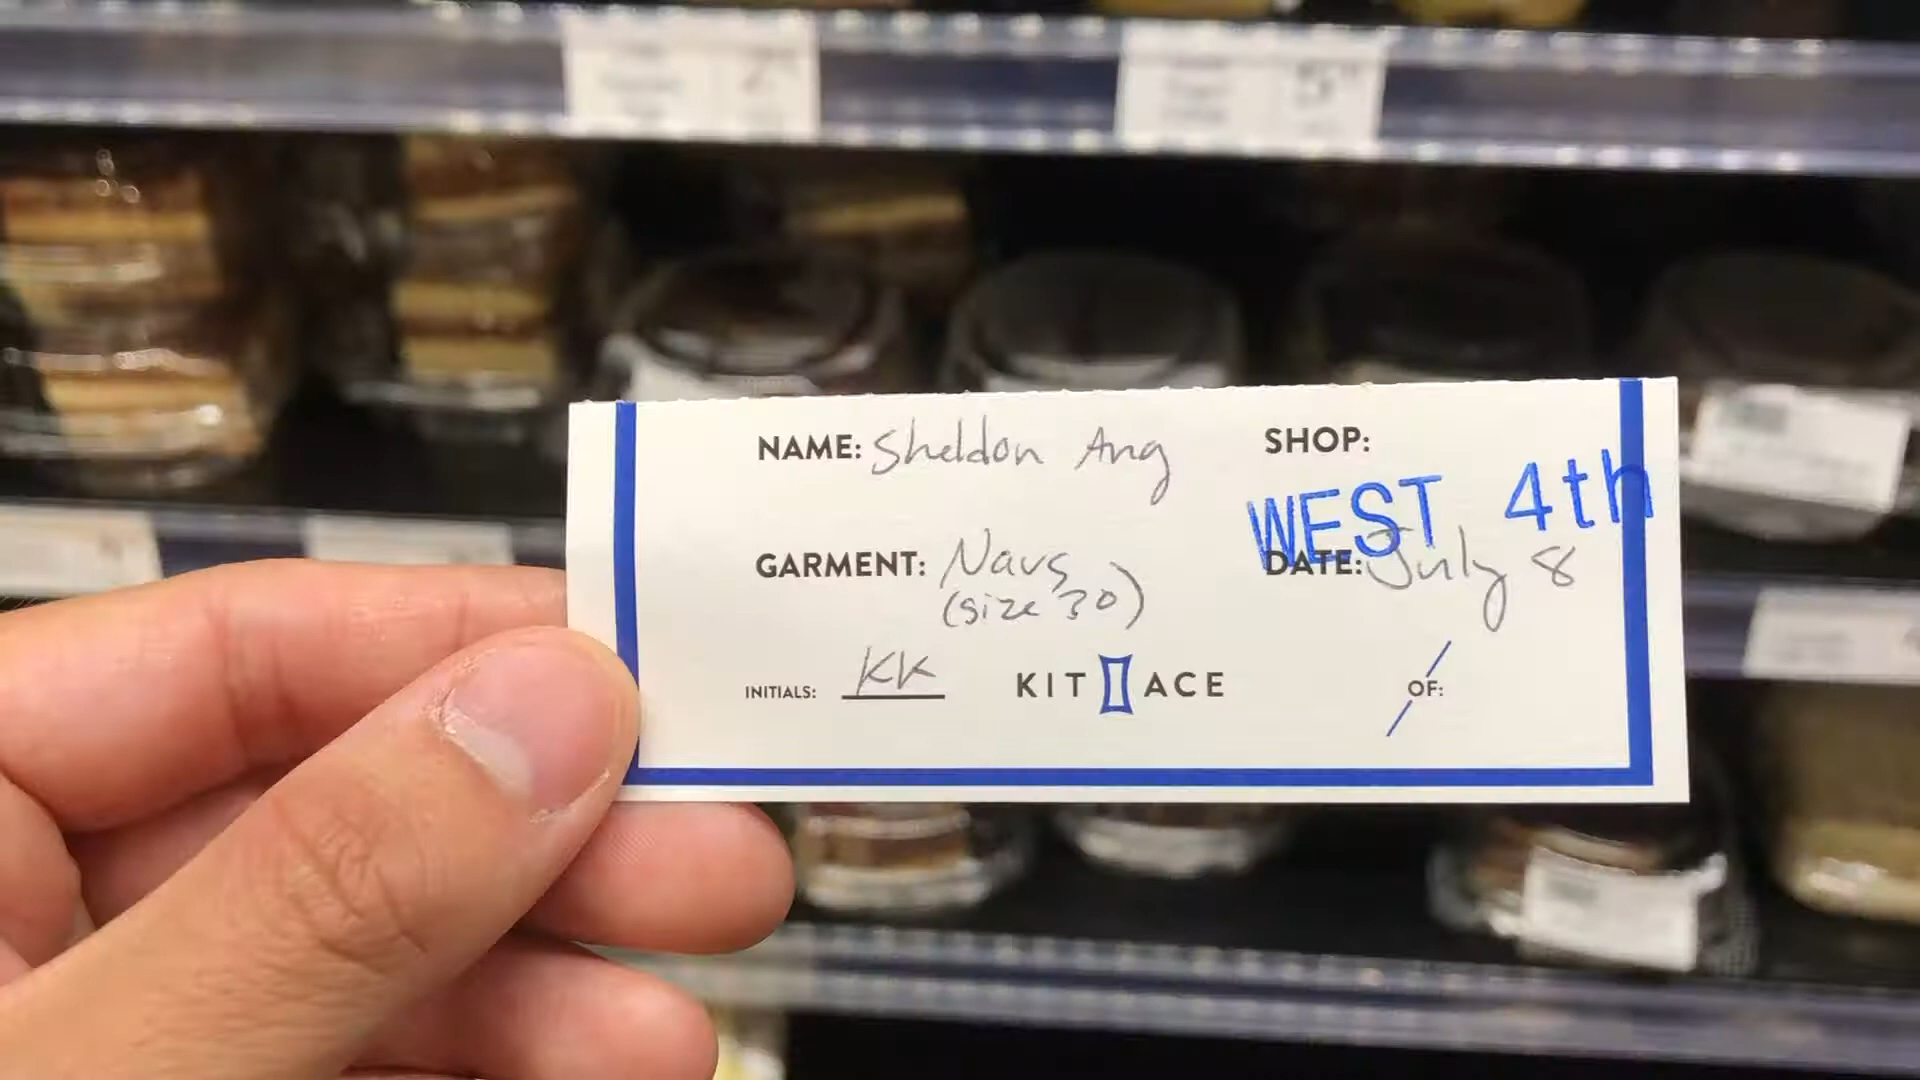 NAME: Sheldon Ang
SHOP:
WEST 4th
GARMENT: Navs
(size 30)
DATE: July 8
INITIALS: KK
KIT ACE
OF: